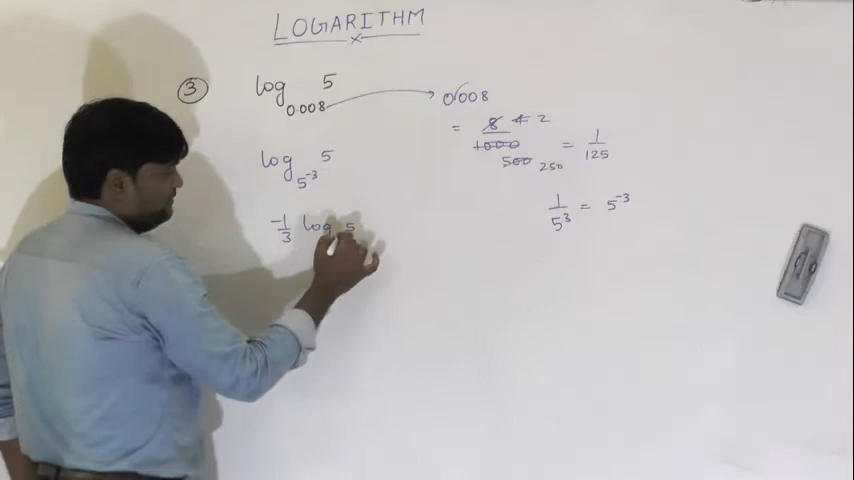 LOGARITHM
3 log 0.008 5
0.008
= 8 4 2
1000 500 250 = 1/125
log 5^-3 5
1/5^3 = 5^-3
-1/3 log 5